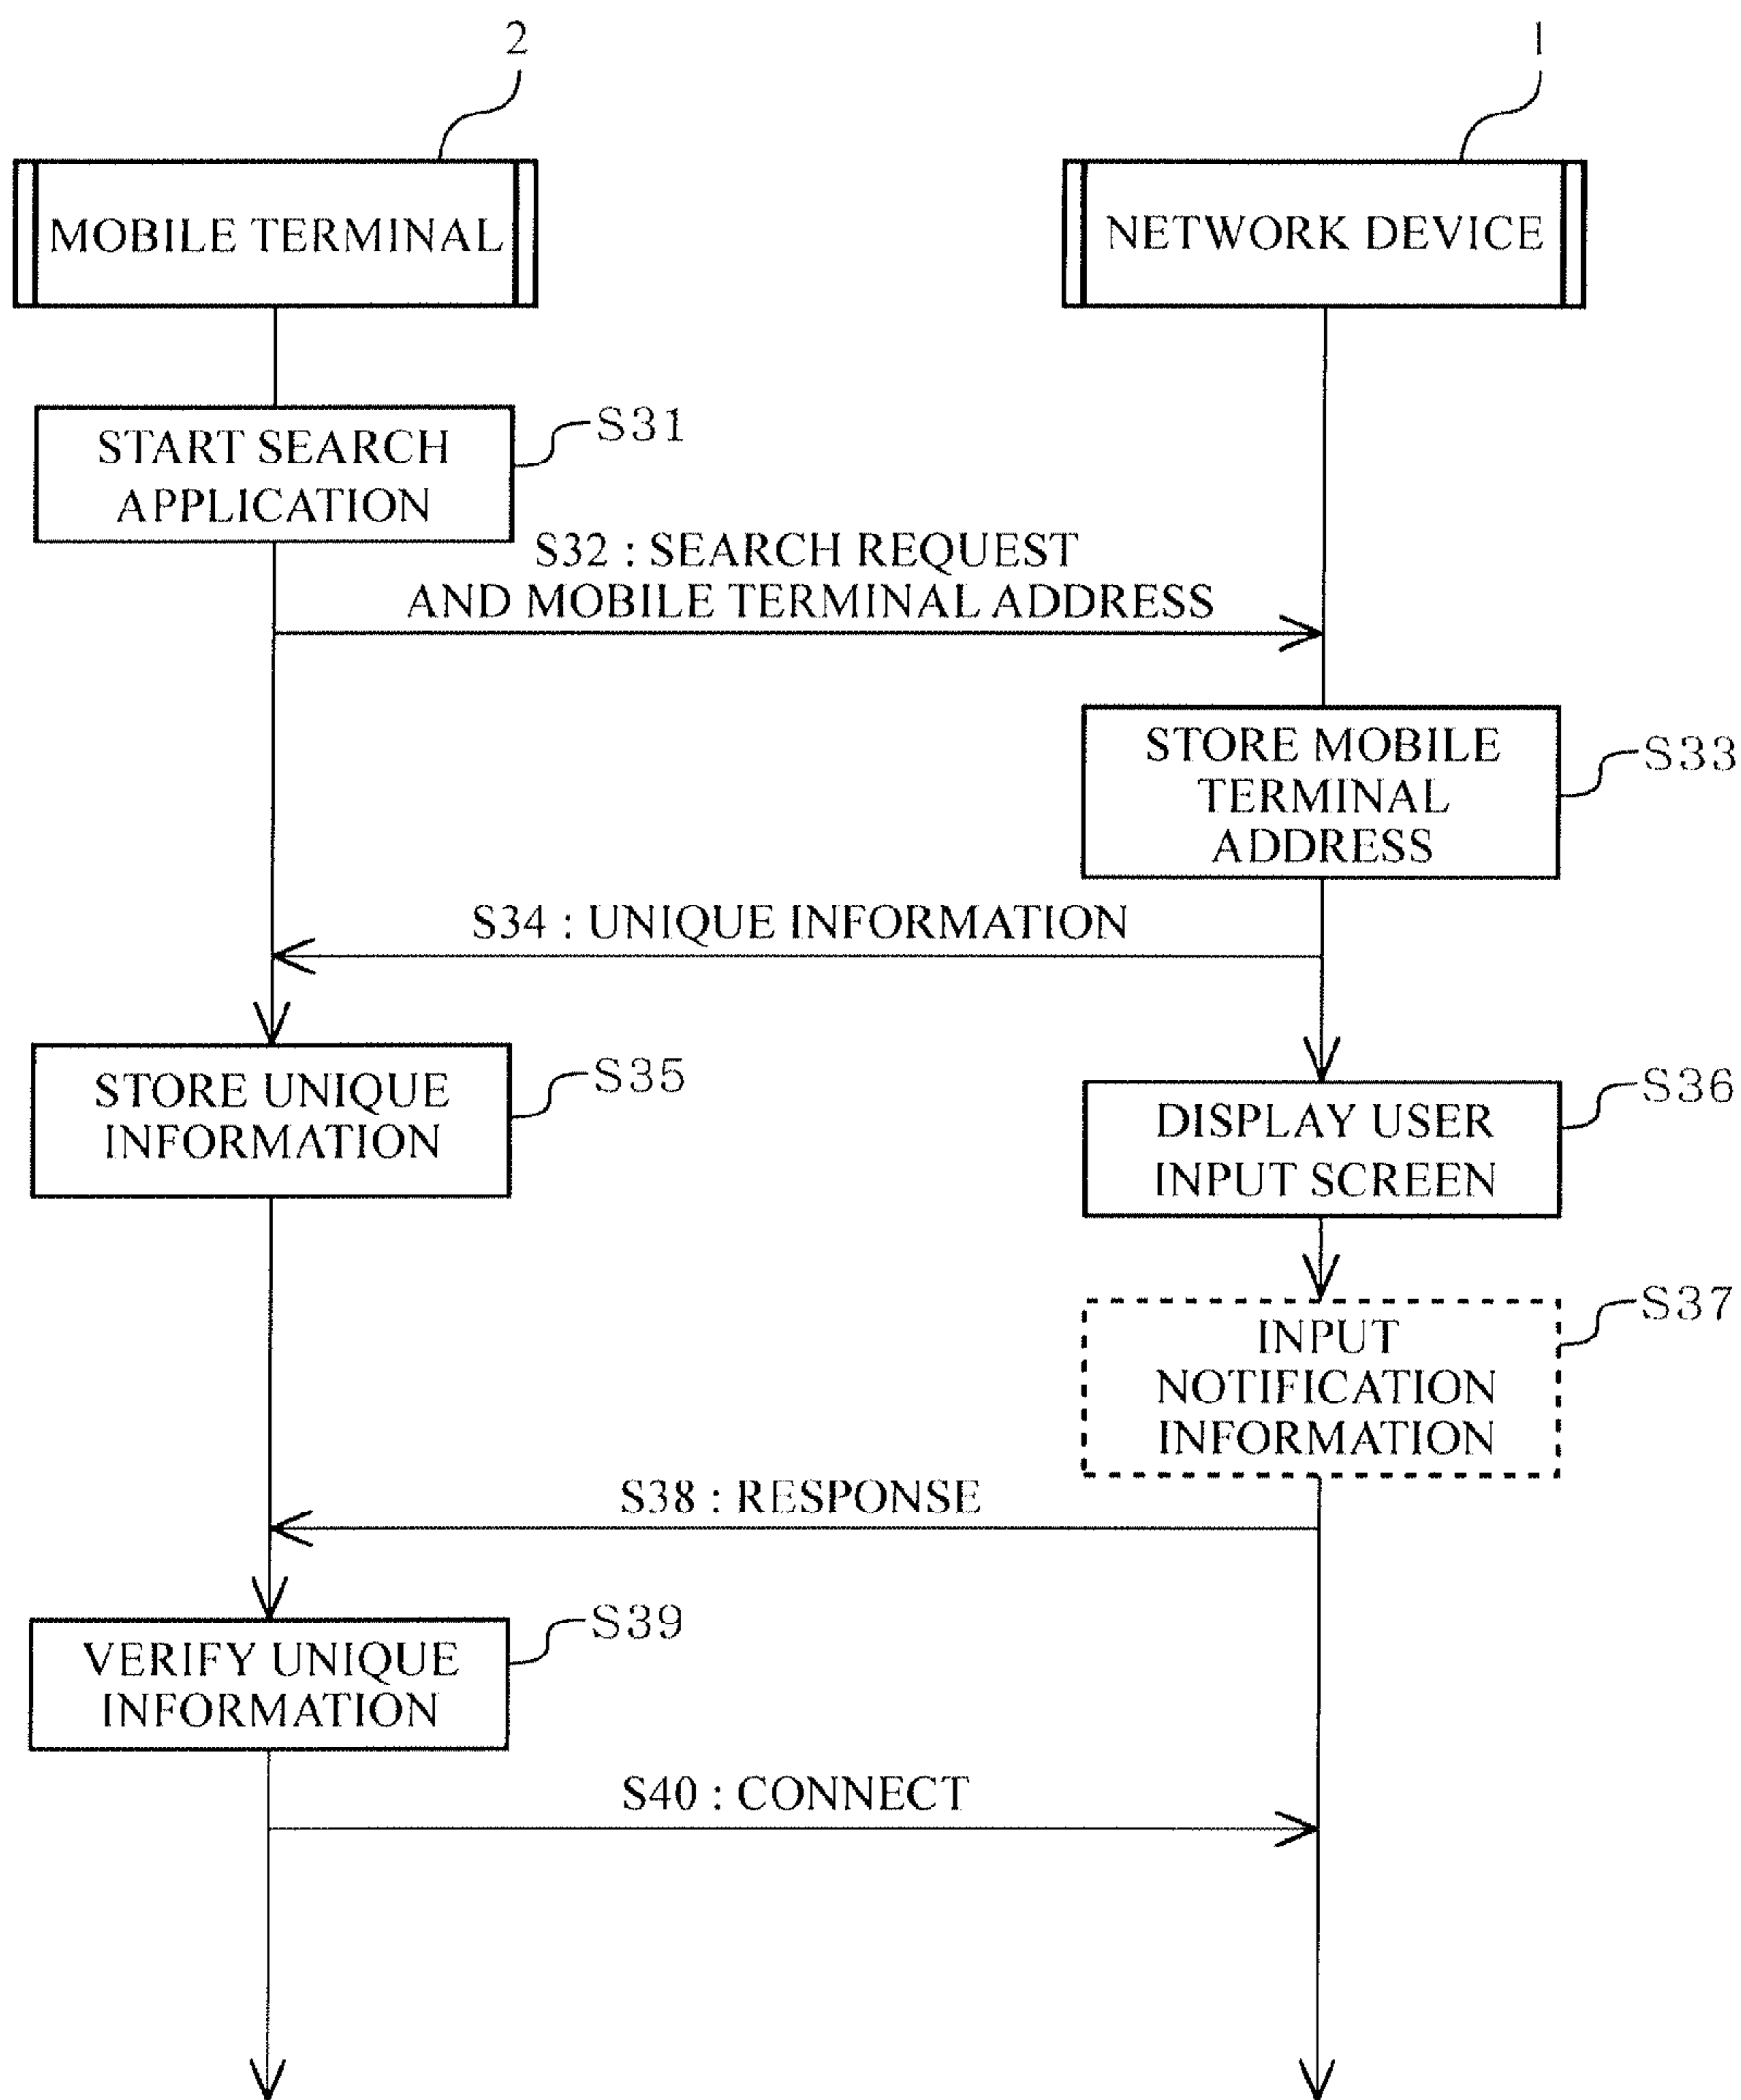 2
1
MOBILE TERMINAL
NETWORK DEVICE
START SEARCH
APPLICATION
S31
S32 : SEARCH REQUEST
AND MOBILE TERMINAL ADDRESS
STORE MOBILE
TERMINAL
ADDRESS
S33
S34 : UNIQUE INFORMATION
STORE UNIQUE
INFORMATION
S35
DISPLAY USER
INPUT SCREEN
S36
INPUT
NOTIFICATION
INFORMATION
S37
S38 : RESPONSE
VERIFY UNIQUE
INFORMATION
S39
S40 : CONNECT